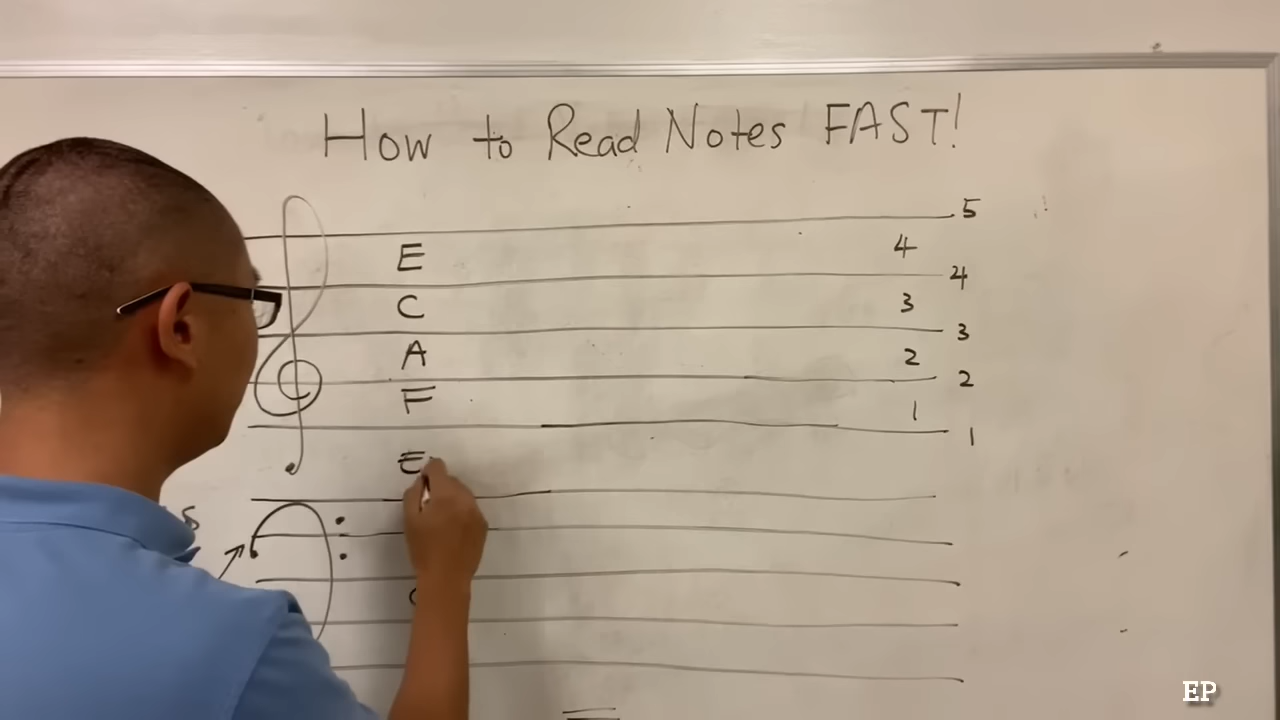 How to Read Notes FAST!
5
E 4
4
C 3
3
A 2
2
F 1
1
E
EP